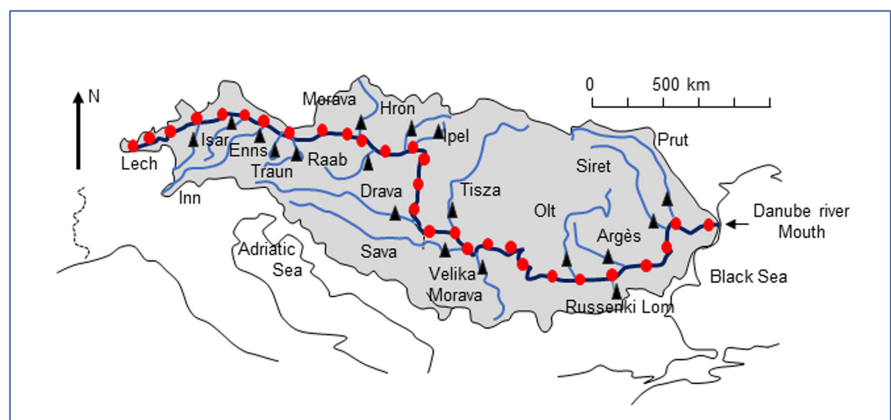 N
0 500 km
Morava
Hron
Ipel
Prut
Isar
Enns
Lech
Traun
Raab
Siret
Inn
Drava
Tisza
Olt
Danube river
Mouth
Argès
Adriatic
Sea
Sava
Velika
Morava
Black Sea
Russenki Lom